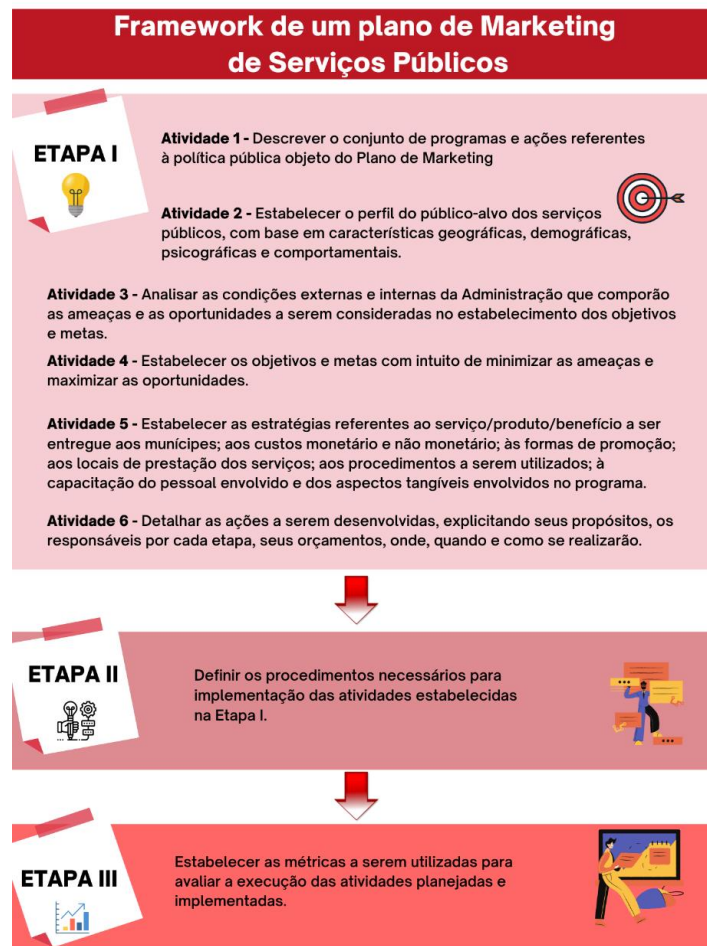 Framework de um plano de Marketing
de Serviços Públicos
ETAPA I
Atividade 1 - Descrever o conjunto de programas e ações referentes
à política pública objeto do Plano de Marketing
Atividade 2 - Estabelecer o perfil do público-alvo dos serviços
públicos, com base em características geográficas, demográficas,
psicográficas e comportamentais.
Atividade 3 - Analisar as condições externas e internas da Administração que comporão
as ameaças e as oportunidades a serem consideradas no estabelecimento dos objetivos
e metas.
Atividade 4 - Estabelecer os objetivos e metas com intuito de minimizar as ameaças e
maximizar as oportunidades.
Atividade 5 - Estabelecer as estratégias referentes ao serviço/produto/benefício a ser
entregue aos munícipes; aos custos monetário e não monetário; às formas de promoção;
aos locais de prestação dos serviços; aos procedimentos a serem utilizados; à
capacitação do pessoal envolvido e dos aspectos tangíveis envolvidos no programa.
Atividade 6 - Detalhar as ações a serem desenvolvidas, explicitando seus propósitos, os
responsáveis por cada etapa, seus orçamentos, onde, quando e como se realizarão.
ETAPA II
Definir os procedimentos necessários para
implementação das atividades estabelecidas
na Etapa I.
ETAPA III
Estabelecer as métricas a serem utilizadas para
avaliar a execução das atividades planejadas e
implementadas.